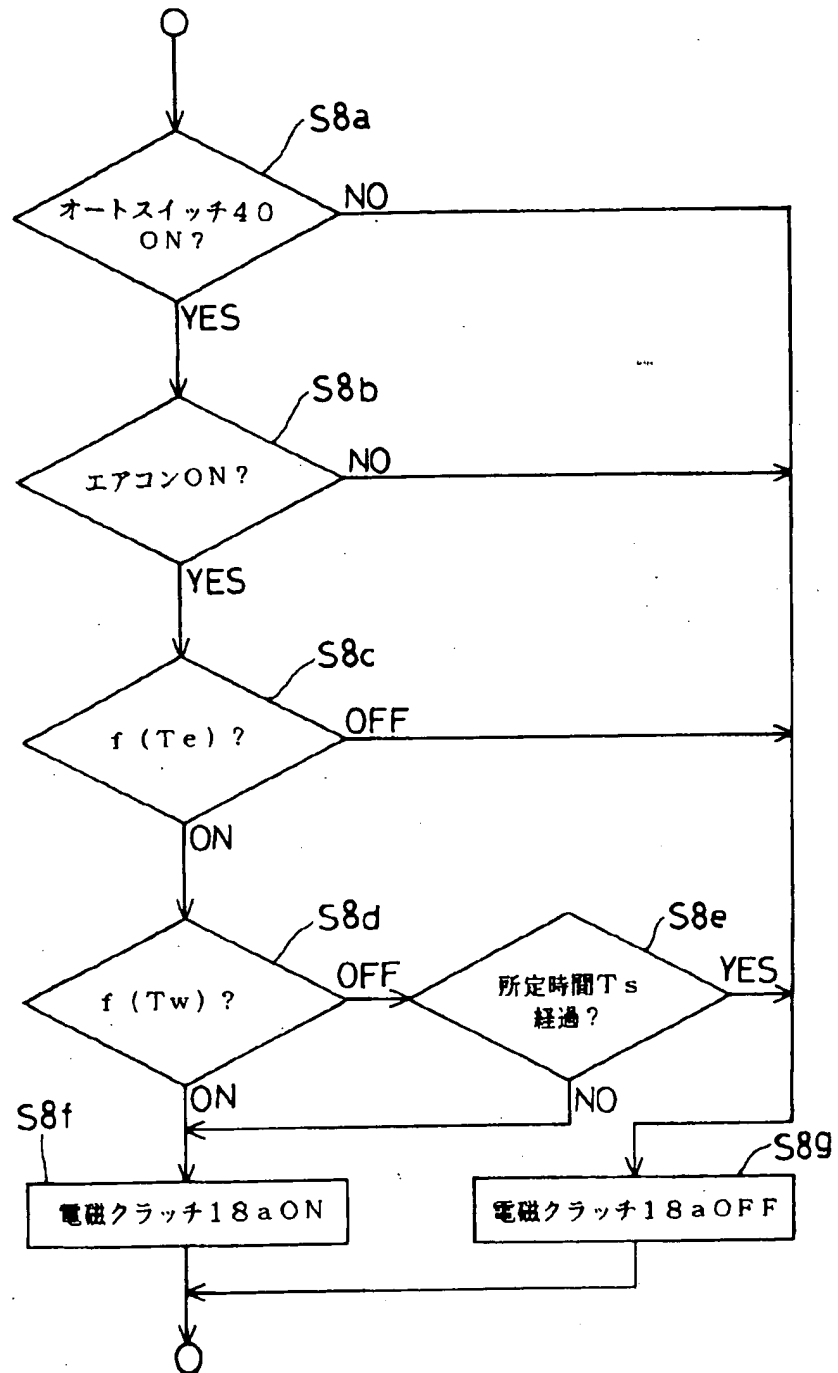 S8a
オートスイッチ40
ON?
NO
YES
S8b
エアコンON?
NO
YES
S8c
f(Te)?
OFF
ON
S8d
f(Tw)?
OFF
S8e
所定時間Ts
経過?
YES
ON
NO
S8f
電磁クラッチ18aON
S8g
電磁クラッチ18aOFF